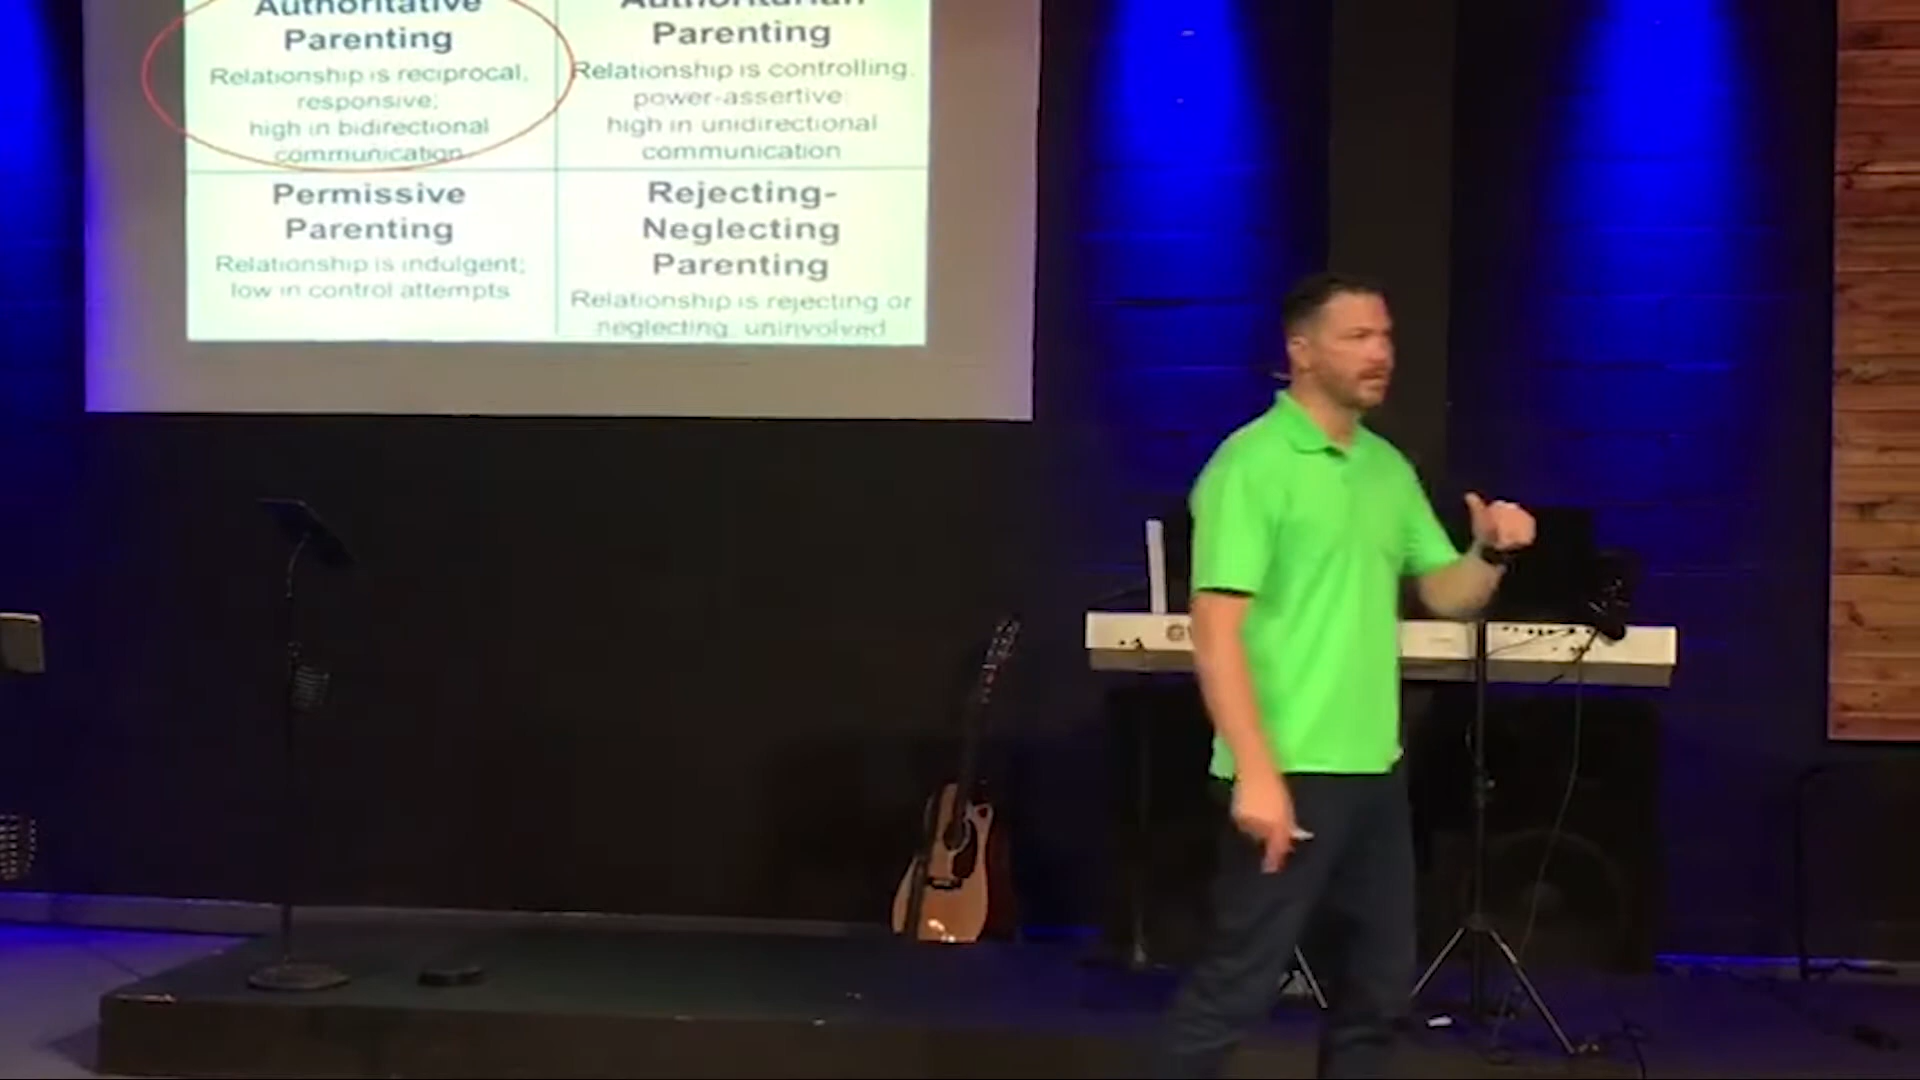 Authoritative
Parenting
Relationship is reciprocal,
responsive;
high in bidirectional
communication
Authoritarian
Parenting
Relationship is controlling,
power-assertive;
high in unidirectional
communication
Permissive
Parenting
Relationship is indulgent;
low in control attempts
Rejecting-
Neglecting
Parenting
Relationship is rejecting or
neglecting, uninvolved